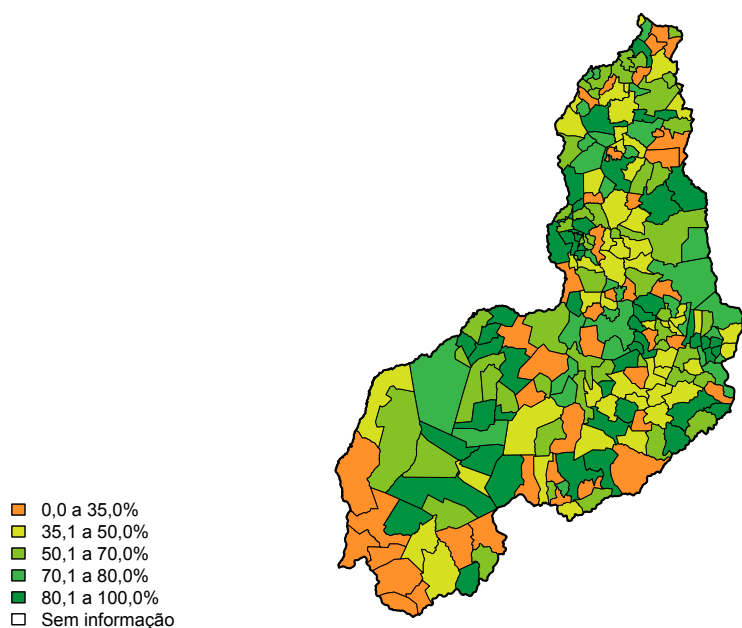 0,0 a 35,0%
35,1 a 50,0%
50,1 a 70,0%
70,1 a 80,0%
80,1 a 100,0%
Sem informação